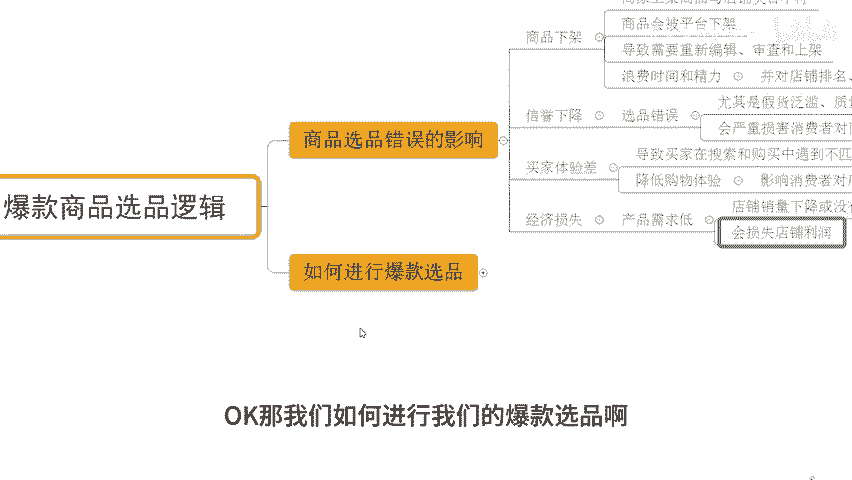 商品会被平台下架
商品下架
导致需要重新编辑、审查和上架
浪费时间和精力
并对店铺排名、
尤其是假货泛滥、质
信誉下降
选品错误
会严重损害消费者对
商品选品错误的影响
导致买家在搜索和购买中遇到不匹
买家体验差
降低购物体验
影响消费者对
爆款商品选品逻辑
店铺销量下降或没有
经济损失
产品需求低
会损失店铺利润
如何进行爆款选品
OK那我们如何进行我们的爆款选品啊